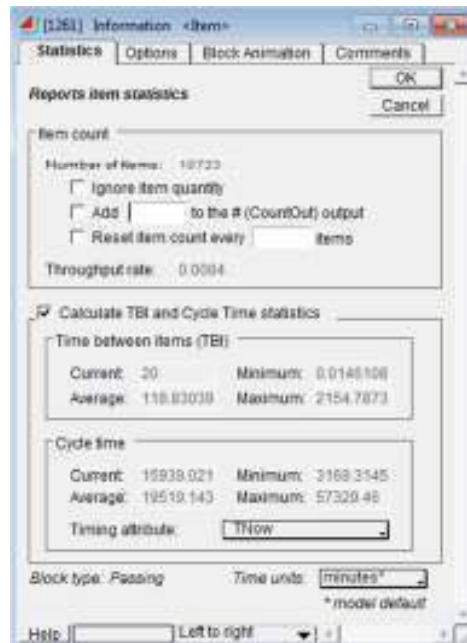 [1261] Information <Item>
Statistics Options Block Animation Comments
OK
Reports item statistics
Cancel
Item count
Number of items: 10723
Ignore item quantity
Add to the # (CountOut) output
Reset item count every items
Throughput rate:
Calculate TBI and Cycle Time statistics
Time between items (TBI)
Current: 20 Minimum: 0.0146108
Average: 118.83039 Maximum: 2154.7873
Cycle time
Current: 15939.021 Minimum: 3169.3145
Average: 19519.143 Maximum: 57329.46
Timing attribute: TNow
Block type: Passing Time units: minutes*
* model default
Help Left to right